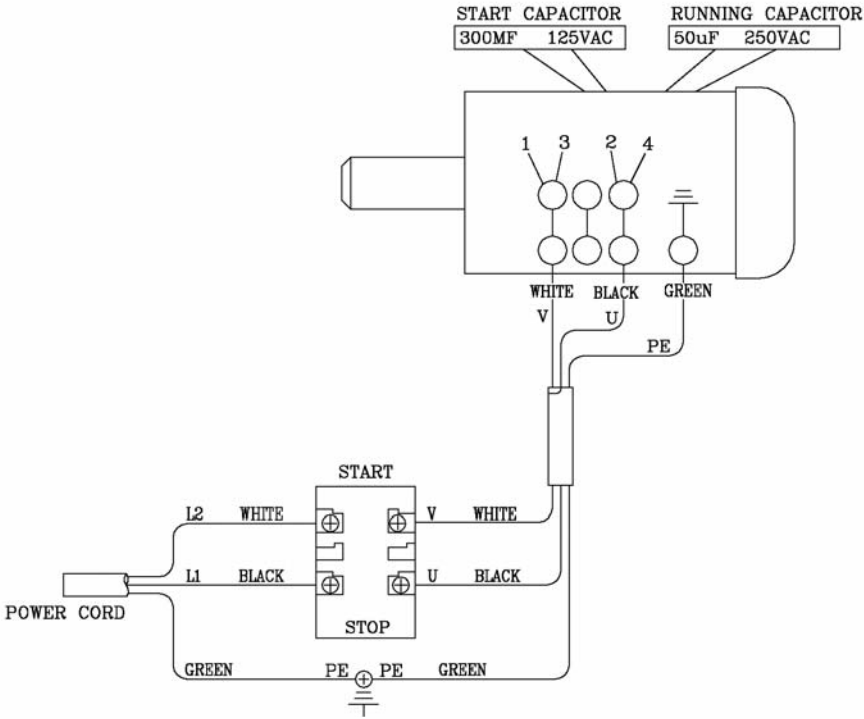 START CAPACITOR
300MF 125VAC
RUNNING CAPACITOR
50uF 250VAC
1 3 2 4
WHITE BLACK GREEN
V U
PE
START
L2 WHITE
V WHITE
L1 BLACK
U BLACK
POWER CORD
STOP
GREEN PE PE GREEN